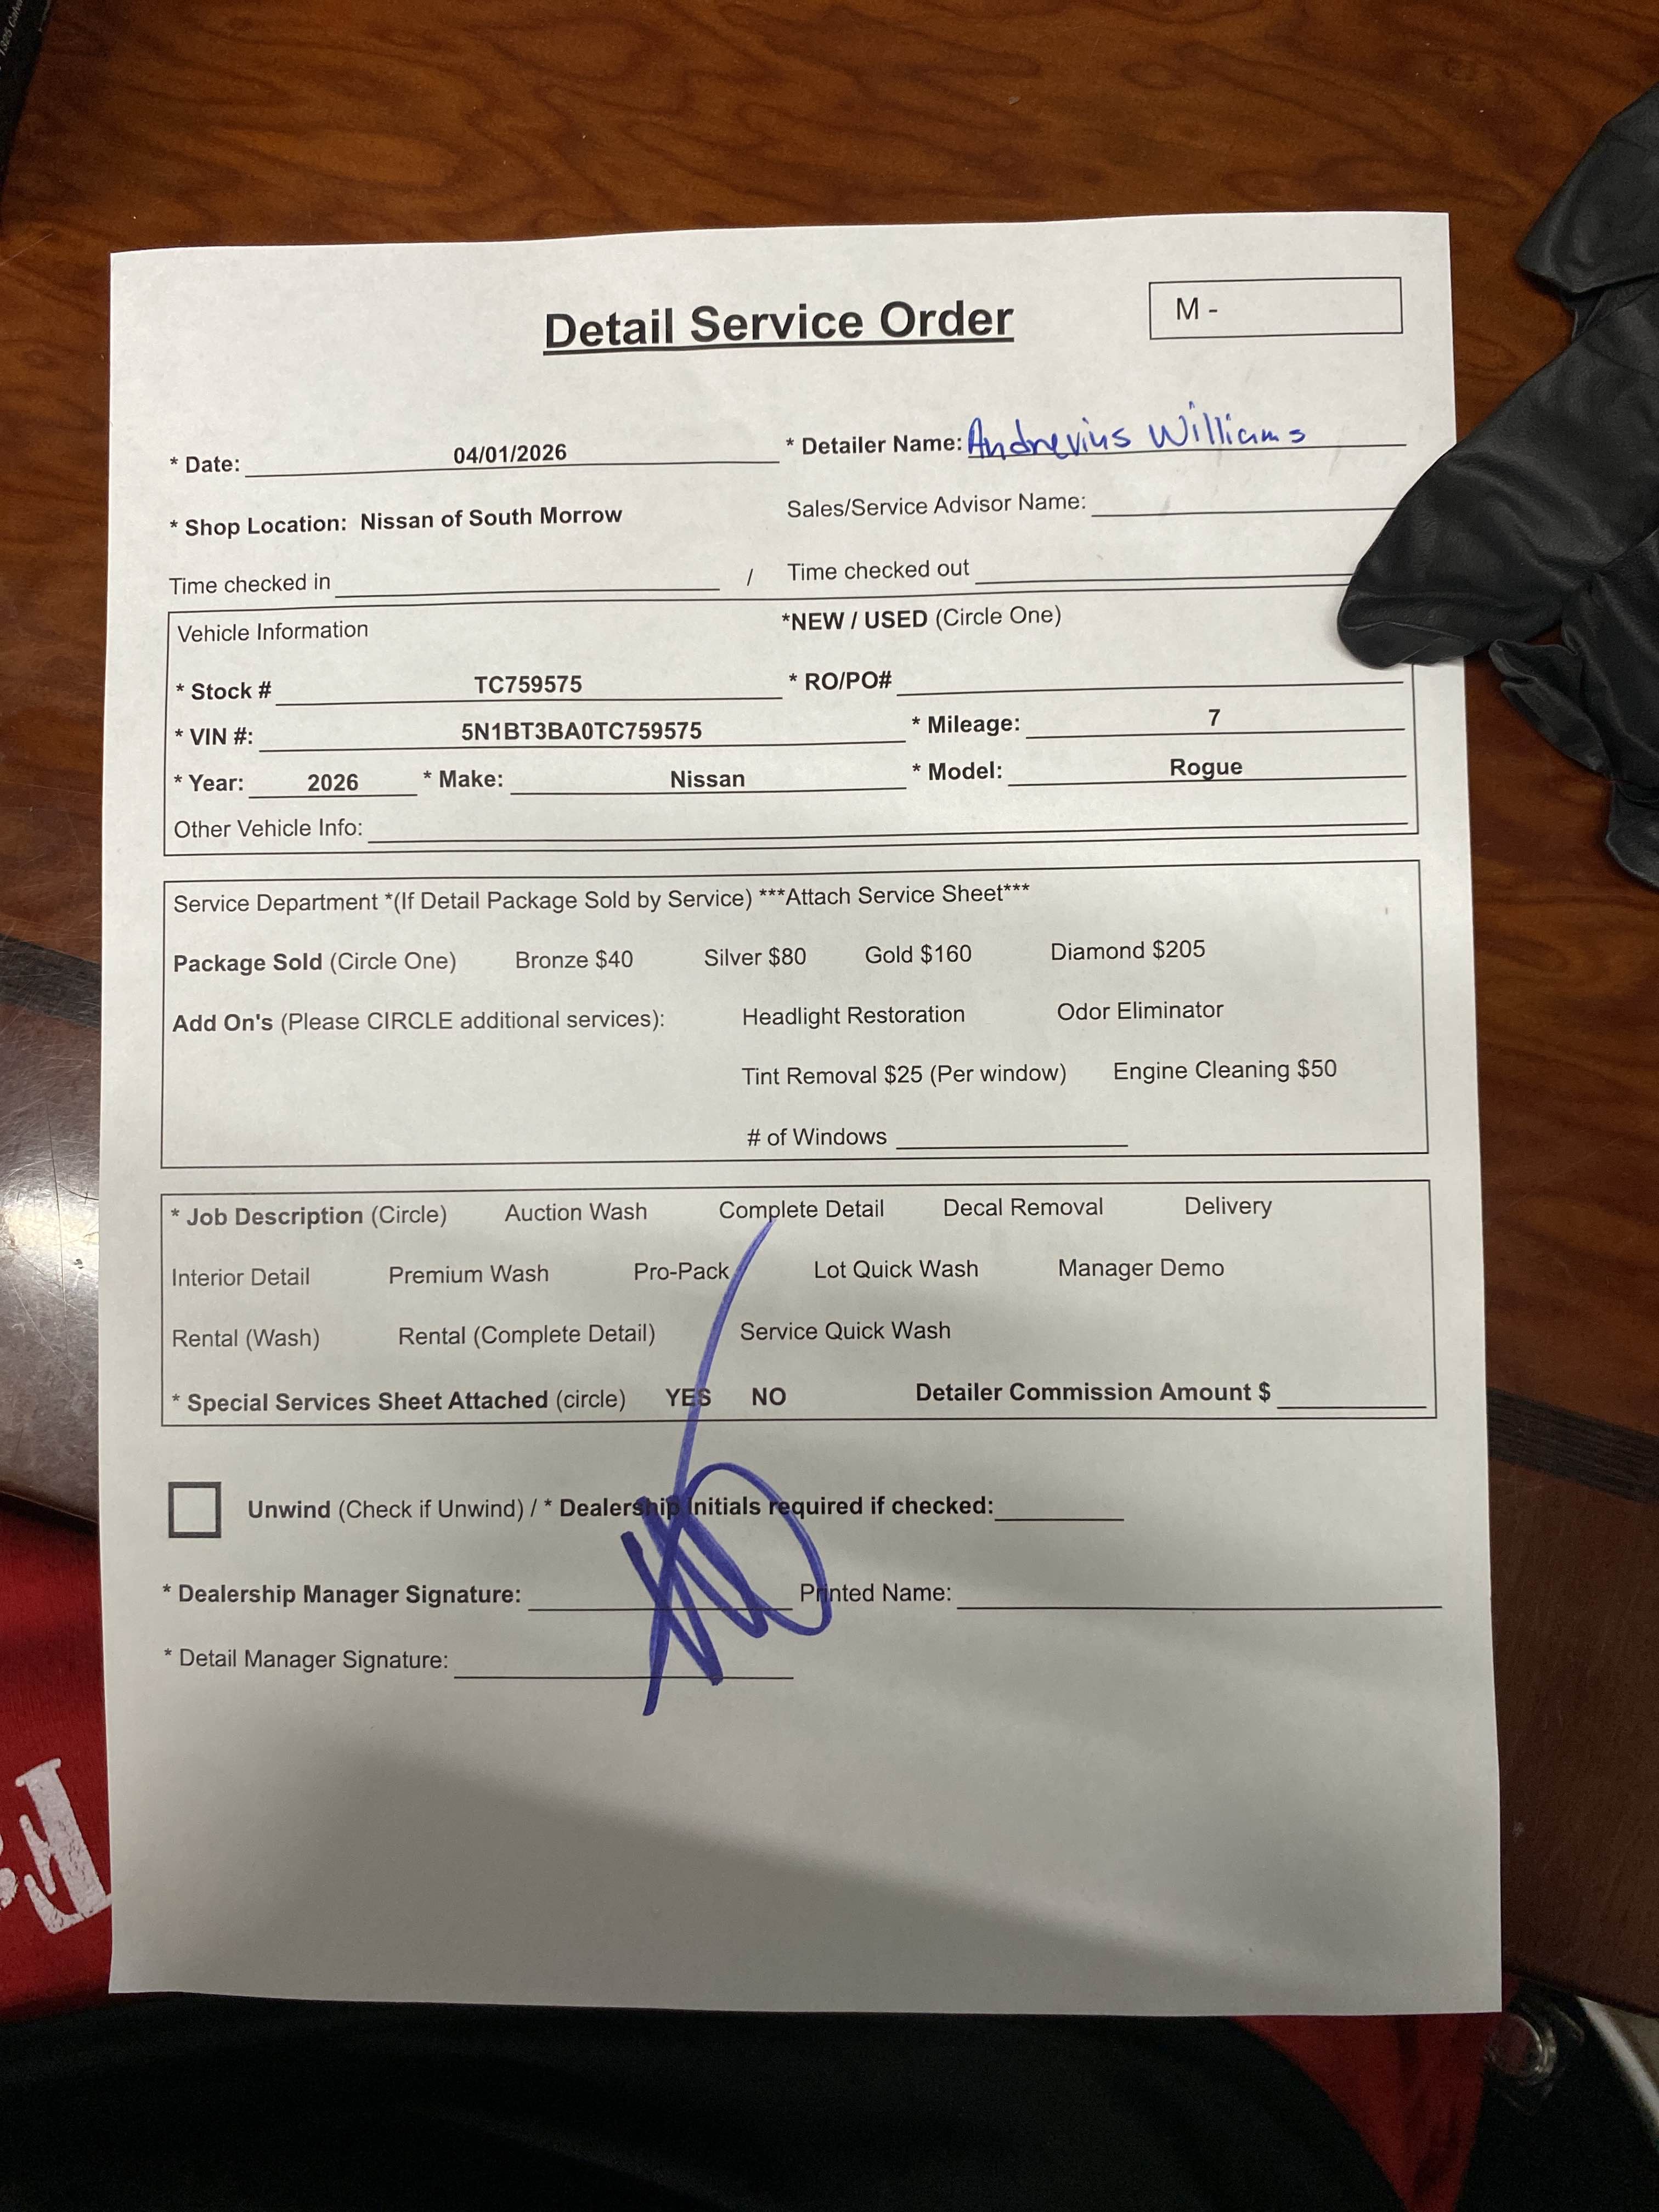 Detail Service Order
M -
* Date: 04/01/2026 * Detailer Name: Andrevius Williams
* Shop Location: Nissan of South Morrow Sales/Service Advisor Name:
Time checked in / Time checked out
Vehicle Information *NEW / USED (Circle One)
* Stock # TC759575 * RO/PO#
* VIN #: 5N1BT3BA0TC759575 * Mileage: 7
* Year: 2026 * Make: Nissan * Model: Rogue
Other Vehicle Info:
Service Department *(If Detail Package Sold by Service) ***Attach Service Sheet***
Package Sold (Circle One) Bronze $40 Silver $80 Gold $160 Diamond $205
Add On's (Please CIRCLE additional services): Headlight Restoration Odor Eliminator
Tint Removal $25 (Per window) Engine Cleaning $50
# of Windows
* Job Description (Circle) Auction Wash Complete Detail Decal Removal Delivery
Interior Detail Premium Wash Pro-Pack Lot Quick Wash Manager Demo
Rental (Wash) Rental (Complete Detail) Service Quick Wash
* Special Services Sheet Attached (circle) YES NO Detailer Commission Amount $
Unwind (Check if Unwind) / * Dealership Initials required if checked:
* Dealership Manager Signature: Printed Name:
* Detail Manager Signature: